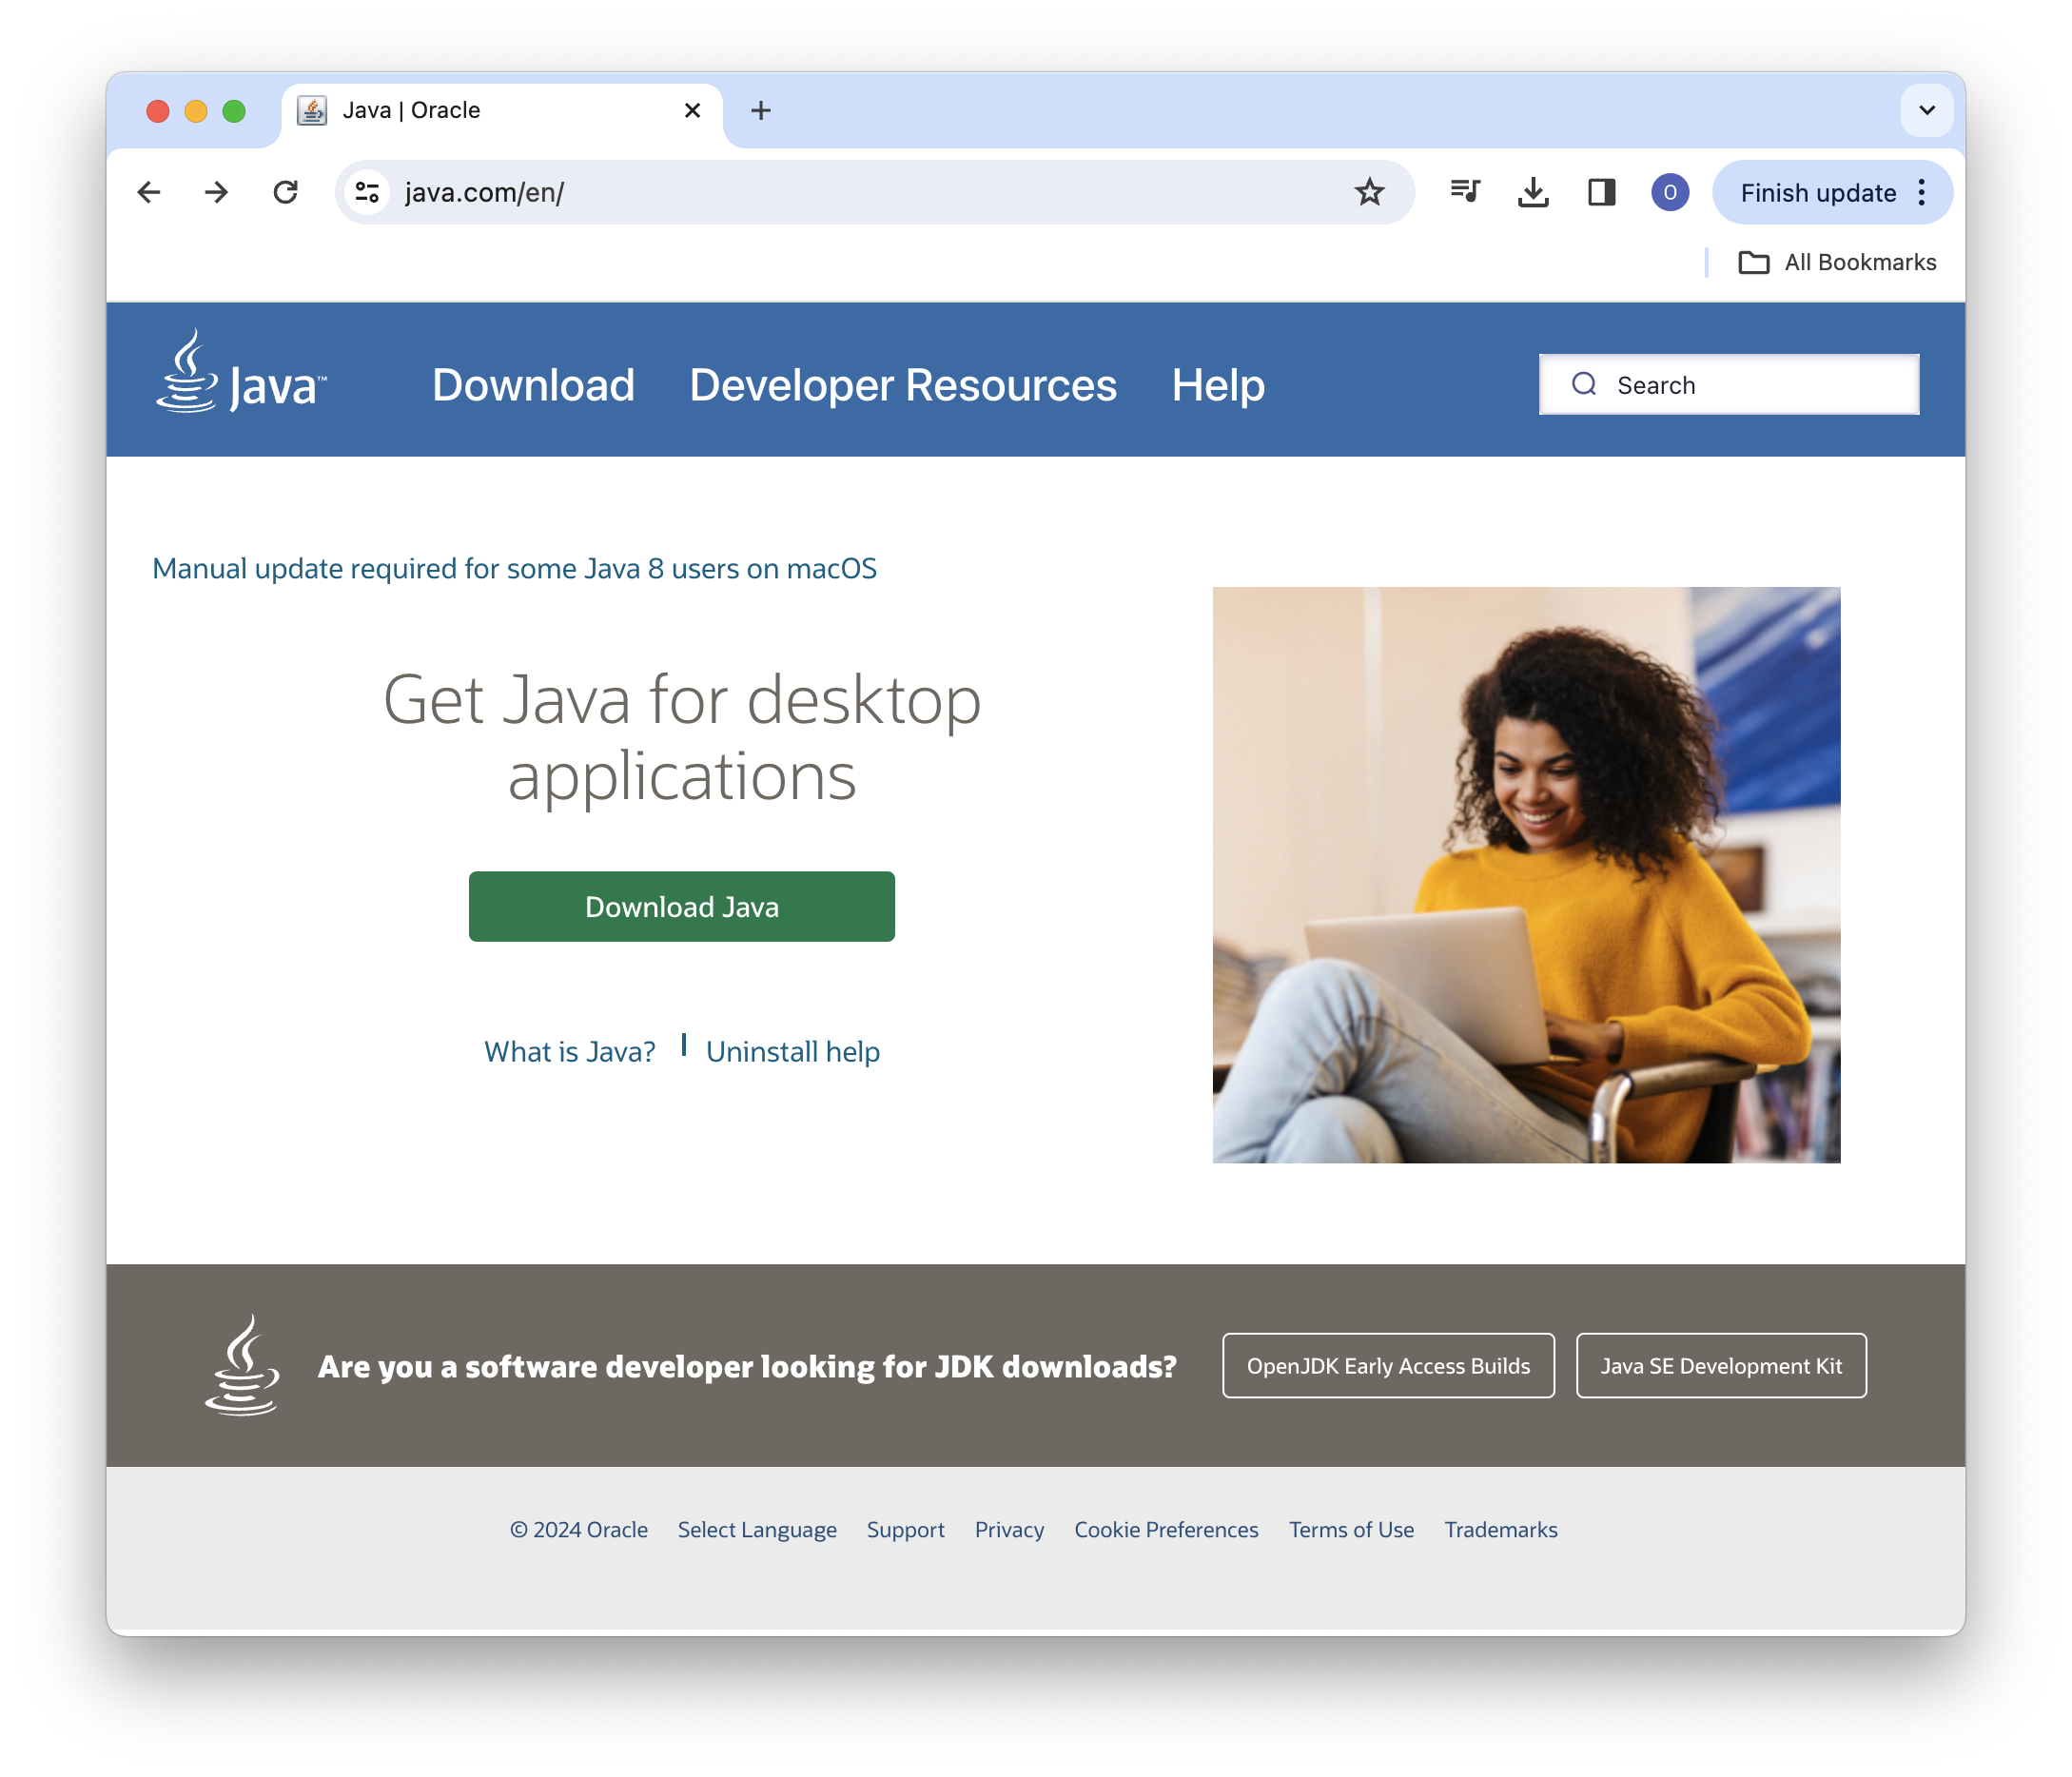 Java | Oracle
java.com/en/
0
Finish update
All Bookmarks
Java™
Download
Developer Resources
Help
Search
Manual update required for some Java 8 users on macOS
Get Java for desktop
applications
Download Java
What is Java?
Uninstall help
Are you a software developer looking for JDK downloads?
OpenJDK Early Access Builds
Java SE Development Kit
© 2024 Oracle
Select Language
Support
Privacy
Cookie Preferences
Terms of Use
Trademarks